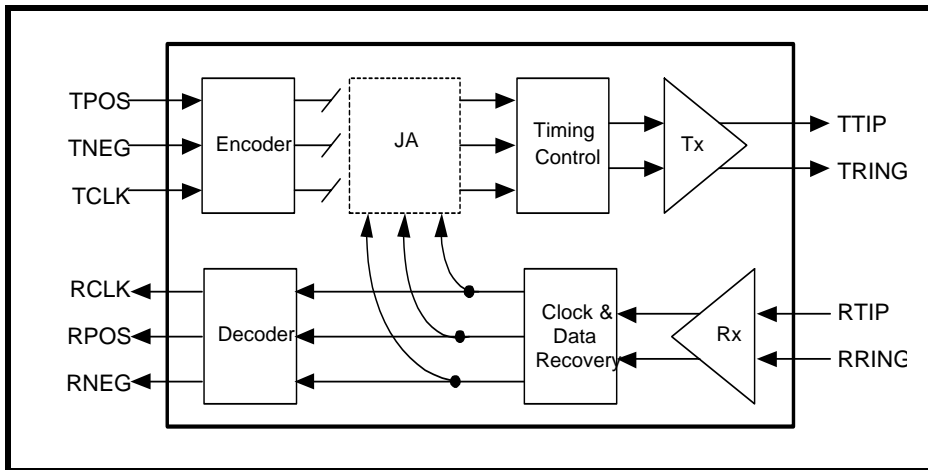 TPOS
TNEG
TCLK
Encoder
JA
Timing
Control
Tx
TTIP
TRING
RCLK
RPOS
RNEG
Decoder
Clock &
Data
Recovery
Rx
RTIP
RRING